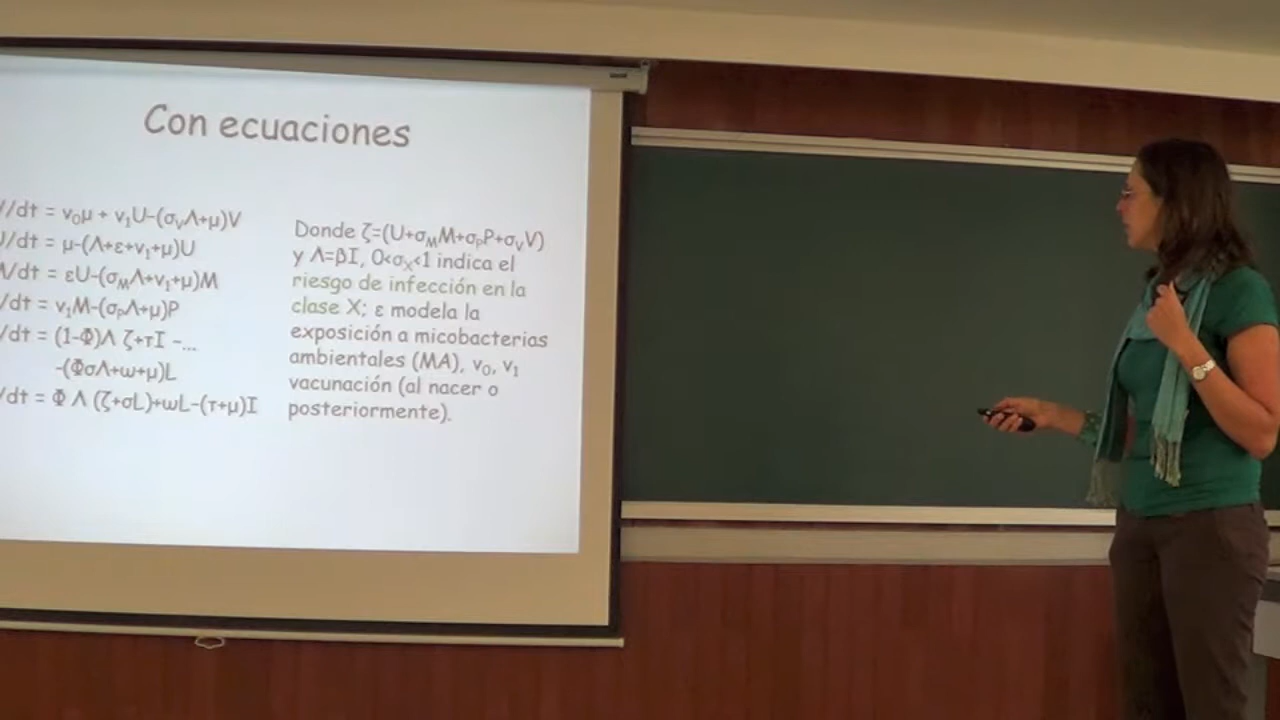 Con ecuaciones
/dt = v₀μ + v₁U-(σᵥΛ+μ)V
/dt = μ-(Λ+ε+v₁+μ)U
/dt = εU-(σ_MΛ+v₁+μ)M
/dt = v₁M-(σ_PΛ+μ)P
/dt = (1-Φ)Λ ζ+τI -...
-(ΦσΛ+ω+μ)L
/dt = Φ Λ (ζ+σL)+ωL-(τ+μ)I
Donde ζ=(U+σ_MM+σ_PP+σ_VV)
y Λ=βI, 0<σ_X<1 indica el
riesgo de infección en la
clase X; ε modela la
exposición a micobacterias
ambientales (MA), v₀, v₁
vacunación (al nacer o
posteriormente).